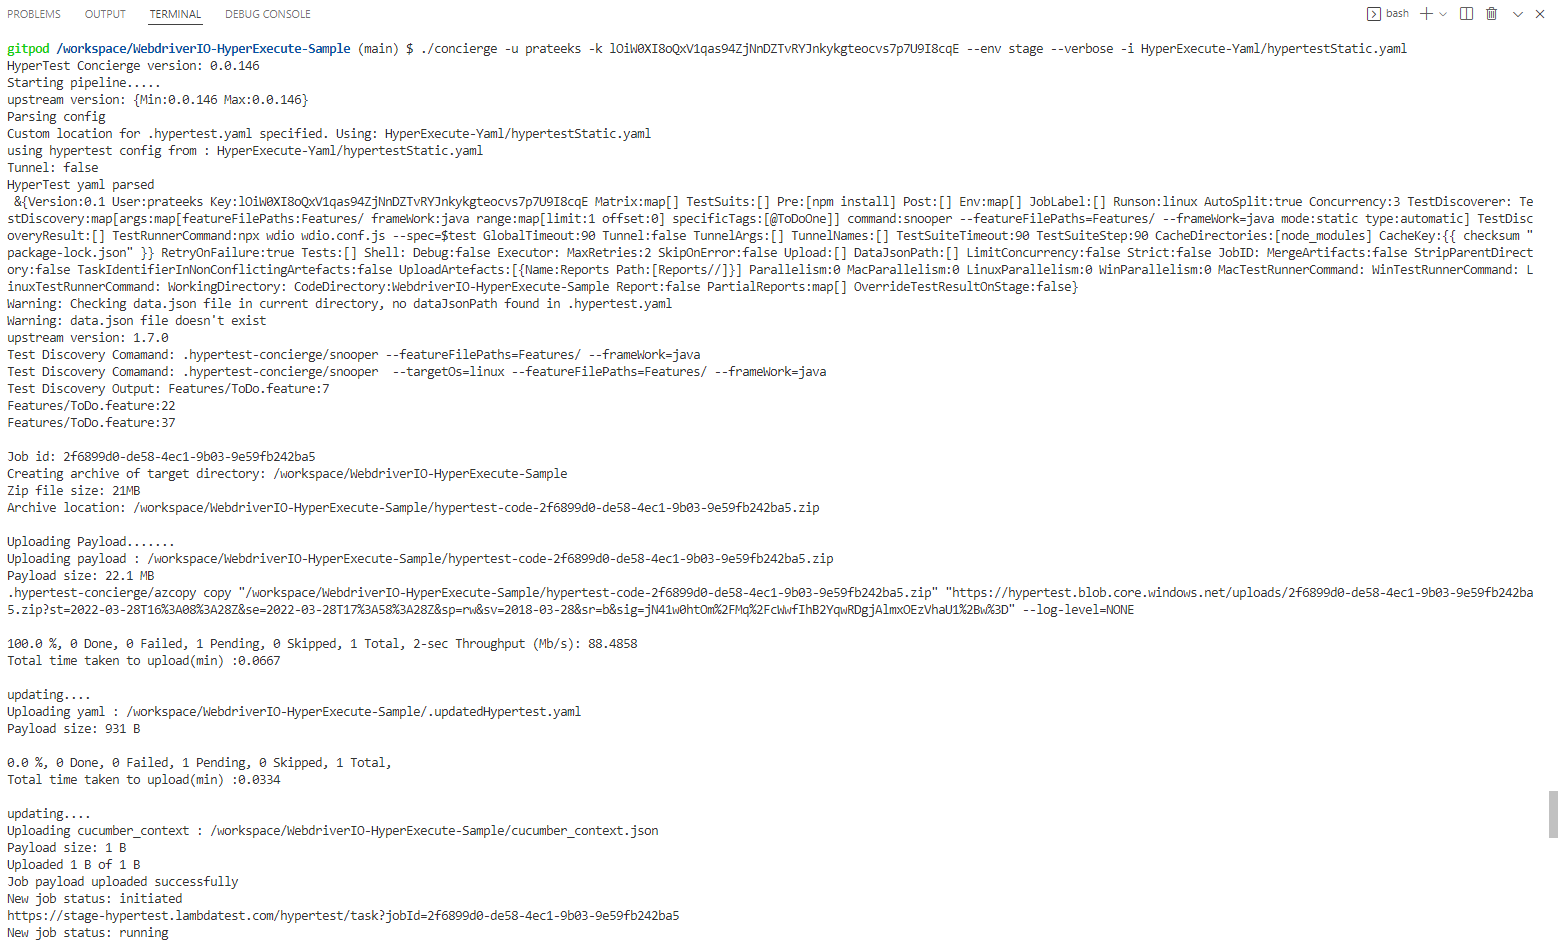 PROBLEMS OUTPUT TERMINAL DEBUG CONSOLE bash
gitpod /workspace/WebdriverIO-HyperExecute-Sample (main) $ ./concierge -u prateeks -k lOiW0XI8oQxV1qas94ZjNnDZTvRYJnkykgteocvs7p7U9I8cqE --env stage --verbose -i HyperExecute-Yaml/hypertestStatic.yaml
HyperTest Concierge version: 0.0.146
Starting pipeline.....
upstream version: {Min:0.0.146 Max:0.0.146}
Parsing config
Custom location for .hypertest.yaml specified. Using: HyperExecute-Yaml/hypertestStatic.yaml
using hypertest config from : HyperExecute-Yaml/hypertestStatic.yaml
Tunnel: false
HyperTest yaml parsed
&{Version:0.1 User:prateeks Key:lOiW0XI8oQxV1qas94ZjNnDZTvRYJnkykgteocvs7p7U9I8cqE Matrix:map[] TestSuits:[] Pre:[npm install] Post:[] Env:map[] JobLabel:[] Runson:linux AutoSplit:true Concurrency:3 TestDiscoverer: Te
stDiscovery:map[args:map[featureFilePaths:Features/ frameWork:java range:map[limit:1 offset:0] specificTags:[@ToDoOne]] command:snooper --featureFilePaths=Features/ --frameWork=java mode:static type:automatic] TestDisc
overyResult:[] TestRunnerCommand:npx wdio wdio.conf.js --spec=$test GlobalTimeout:90 Tunnel:false TunnelArgs:[] TunnelNames:[] TestSuiteTimeout:90 TestSuiteStep:90 CacheDirectories:[node_modules] CacheKey:{{ checksum "
package-lock.json" }} RetryOnFailure:true Tests:[] Shell: Debug:false Executor: MaxRetries:2 SkipOnError:false Upload:[] DataJsonPath:[] LimitConcurrency:false Strict:false JobID: MergeArtifacts:false StripParentDirect
ory:false TaskIdentifierInNonConflictingArtefacts:false UploadArtefacts:[{Name:Reports Path:[Reports//]}] Parallelism:0 MacParallelism:0 LinuxParallelism:0 WinParallelism:0 MacTestRunnerCommand: WinTestRunnerCommand: L
inuxTestRunnerCommand: WorkingDirectory: CodeDirectory:WebdriverIO-HyperExecute-Sample Report:false PartialReports:map[] OverrideTestResultOnStage:false}
Warning: Checking data.json file in current directory, no dataJsonPath found in .hypertest.yaml
Warning: data.json file doesn't exist
upstream version: 1.7.0
Test Discovery Comamand: .hypertest-concierge/snooper --featureFilePaths=Features/ --frameWork=java
Test Discovery Comamand: .hypertest-concierge/snooper  --targetOs=linux --featureFilePaths=Features/ --frameWork=java
Test Discovery Output: Features/ToDo.feature:7
Features/ToDo.feature:22
Features/ToDo.feature:37
Job id: 2f6899d0-de58-4ec1-9b03-9e59fb242ba5
Creating archive of target directory: /workspace/WebdriverIO-HyperExecute-Sample
Zip file size: 21MB
Archive location: /workspace/WebdriverIO-HyperExecute-Sample/hypertest-code-2f6899d0-de58-4ec1-9b03-9e59fb242ba5.zip
Uploading Payload.......
Uploading payload : /workspace/WebdriverIO-HyperExecute-Sample/hypertest-code-2f6899d0-de58-4ec1-9b03-9e59fb242ba5.zip
Payload size: 22.1 MB
.hypertest-concierge/azcopy copy "/workspace/WebdriverIO-HyperExecute-Sample/hypertest-code-2f6899d0-de58-4ec1-9b03-9e59fb242ba5.zip" "https://hypertest.blob.core.windows.net/uploads/2f6899d0-de58-4ec1-9b03-9e59fb242ba
5.zip?st=2022-03-28T16%3A08%3A28Z&se=2022-03-28T17%3A58%3A28Z&sp=rw&sv=2018-03-28&sr=b&sig=jN41w0htOm%2FMq%2FcWwfIhB2YqwRDgjAlmxOEzVhaU1%2Bw%3D" --log-level=NONE
100.0 %, 0 Done, 0 Failed, 1 Pending, 0 Skipped, 1 Total, 2-sec Throughput (Mb/s): 88.4858
Total time taken to upload(min) :0.0667
updating....
Uploading yaml : /workspace/WebdriverIO-HyperExecute-Sample/.updatedHypertest.yaml
Payload size: 931 B
0.0 %, 0 Done, 0 Failed, 1 Pending, 0 Skipped, 1 Total,
Total time taken to upload(min) :0.0334
updating....
Uploading cucumber_context : /workspace/WebdriverIO-HyperExecute-Sample/cucumber_context.json
Payload size: 1 B
Uploaded 1 B of 1 B
Job payload uploaded successfully
New job status: initiated
https://stage-hypertest.lambdatest.com/hypertest/task?jobId=2f6899d0-de58-4ec1-9b03-9e59fb242ba5
New job status: running